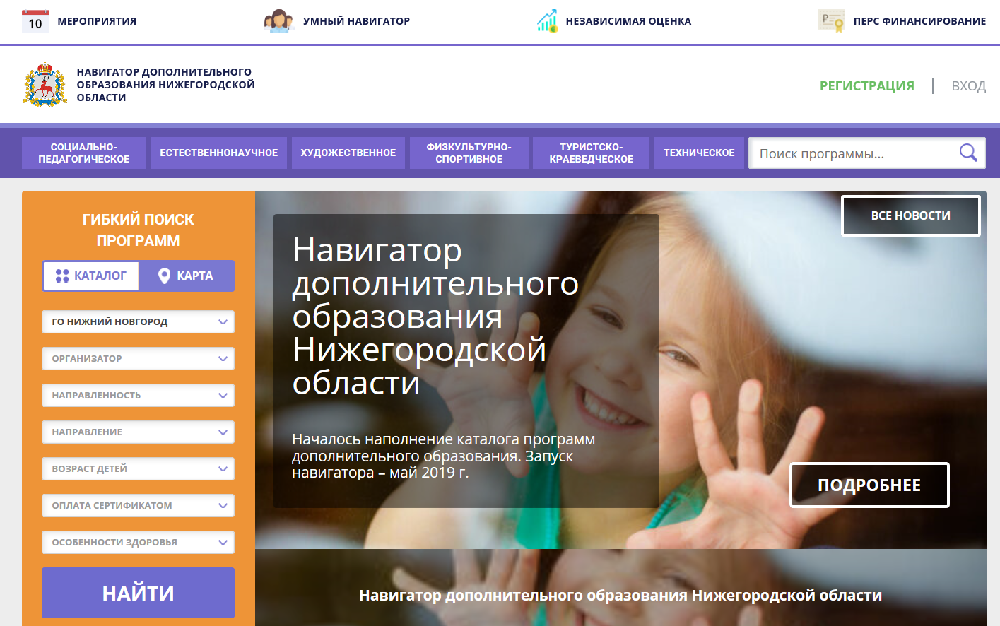 10 МЕРОПРИЯТИЯ
УМНЫЙ НАВИГАТОР
НЕЗАВИСИМАЯ ОЦЕНКА
ПЕРС ФИНАНСИРОВАНИЕ
НАВИГАТОР ДОПОЛНИТЕЛЬНОГО
ОБРАЗОВАНИЯ НИЖЕГОРОДСКОЙ
ОБЛАСТИ
РЕГИСТРАЦИЯ | ВХОД
СОЦИАЛЬНО-
ПЕДАГОГИЧЕСКОЕ
ЕСТЕСТВЕННОНАУЧНОЕ
ХУДОЖЕСТВЕННОЕ
ФИЗКУЛЬТУРНО-
СПОРТИВНОЕ
ТУРИСТСКО-
КРАЕВЕДЧЕСКОЕ
ТЕХНИЧЕСКОЕ
Поиск программы...
ГИБКИЙ ПОИСК
ПРОГРАММ
КАТАЛОГ
КАРТА
ГО НИЖНИЙ НОВГОРОД
ОРГАНИЗАТОР
НАПРАВЛЕННОСТЬ
НАПРАВЛЕНИЕ
ВОЗРАСТ ДЕТЕЙ
ОПЛАТА СЕРТИФИКАТОМ
ОСОБЕННОСТИ ЗДОРОВЬЯ
НАЙТИ
ВСЕ НОВОСТИ
Навигатор
дополнительного
образования
Нижегородской
области
Началось наполнение каталога программ
дополнительного образования. Запуск
навигатора – май 2019 г.
ПОДРОБНЕЕ
Навигатор дополнительного образования Нижегородской области